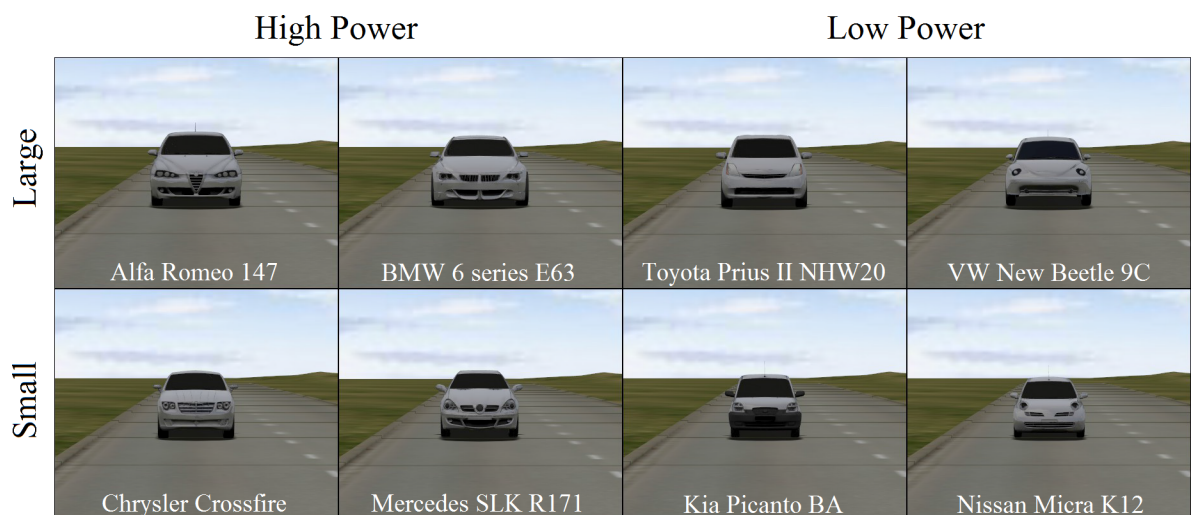 High Power
Low Power
Large
Alfa Romeo 147
BMW 6 series E63
Toyota Prius II NHW20
VW New Beetle 9C
Small
Chrysler Crossfire
Mercedes SLK R171
Kia Picanto BA
Nissan Micra K12